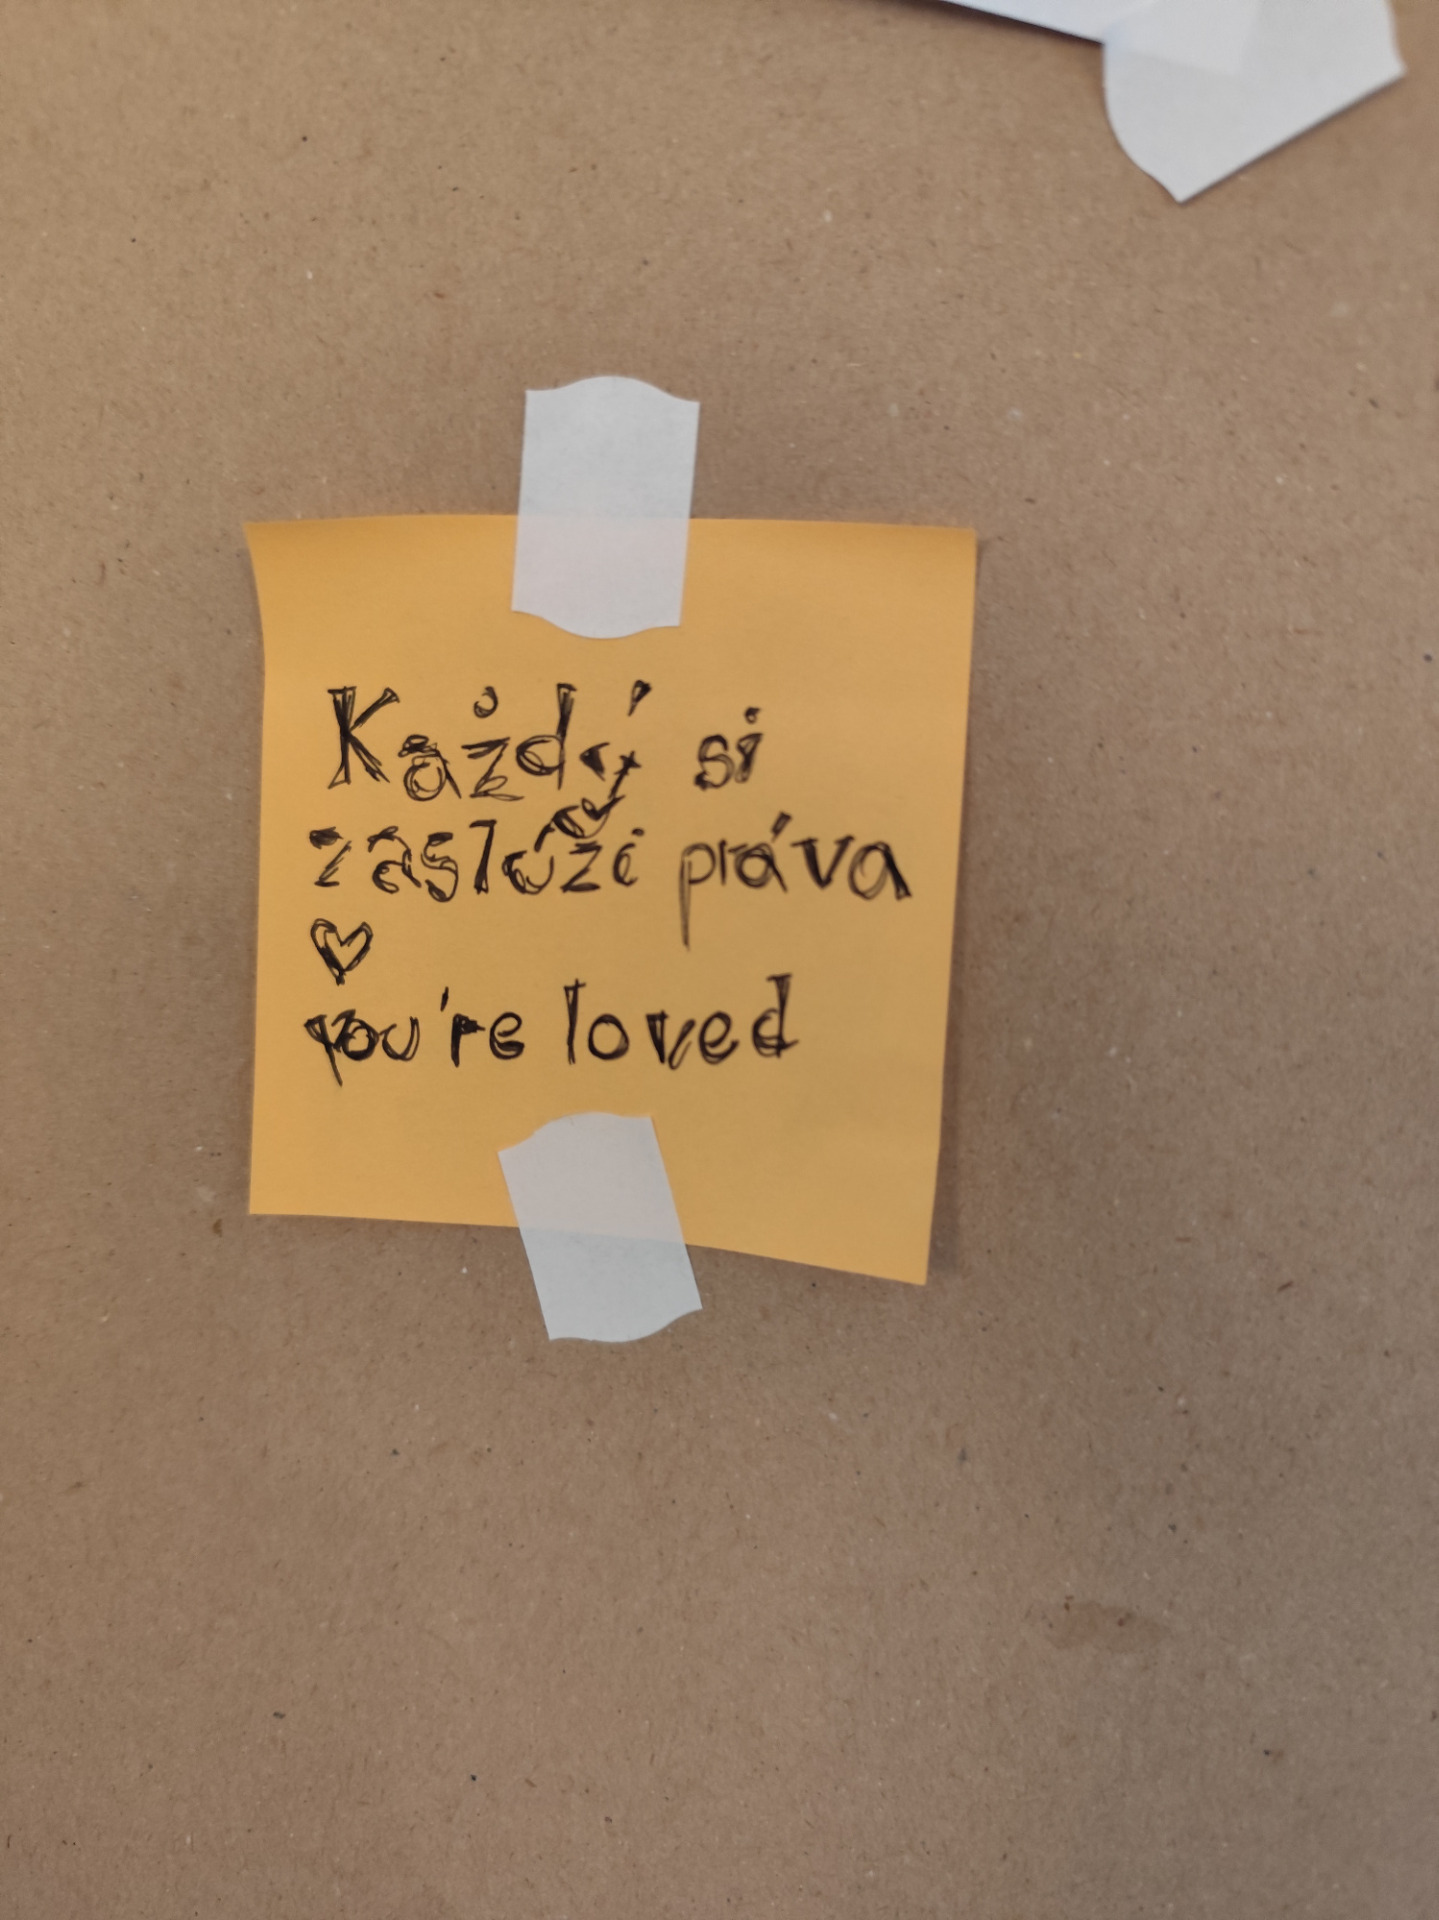 Každý si
zaslouží práva
♡
you're loved